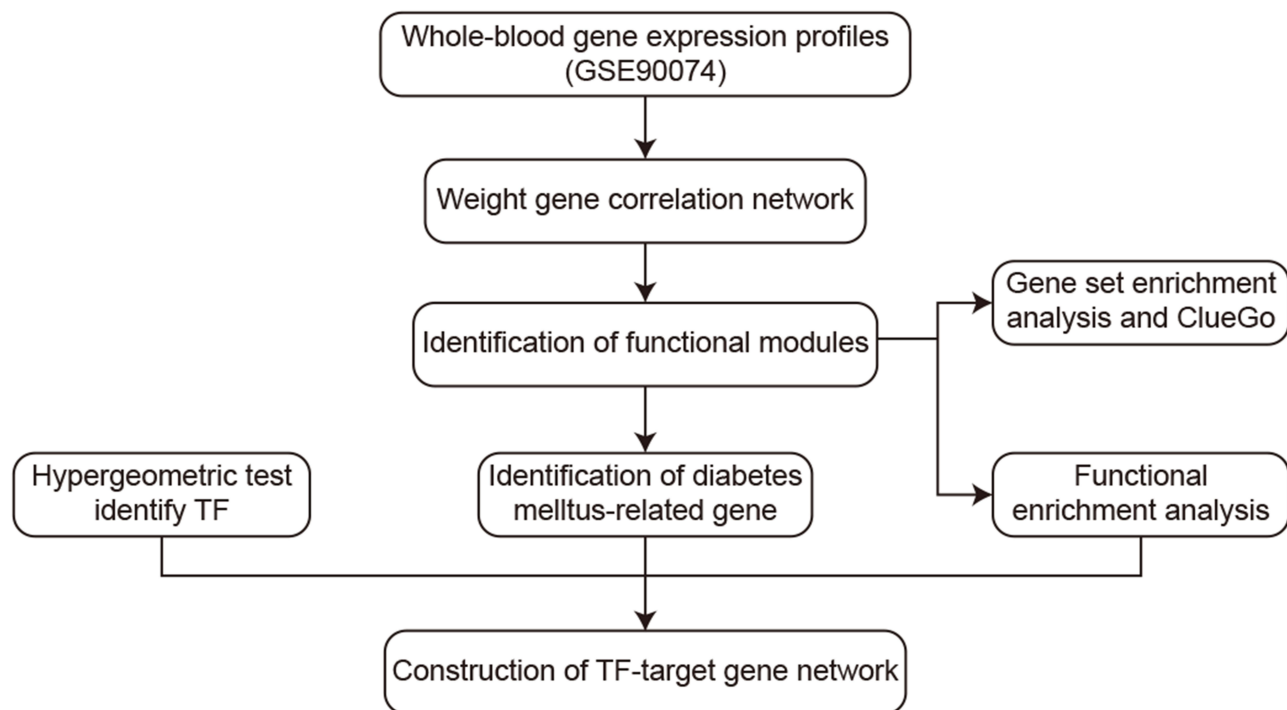 Whole-blood gene expression profiles
(GSE90074)
Weight gene correlation network
Gene set enrichment
analysis and ClueGo
Identification of functional modules
Hypergeometric test
identify TF
Identification of diabetes
melltus-related gene
Functional
enrichment analysis
Construction of TF-target gene network